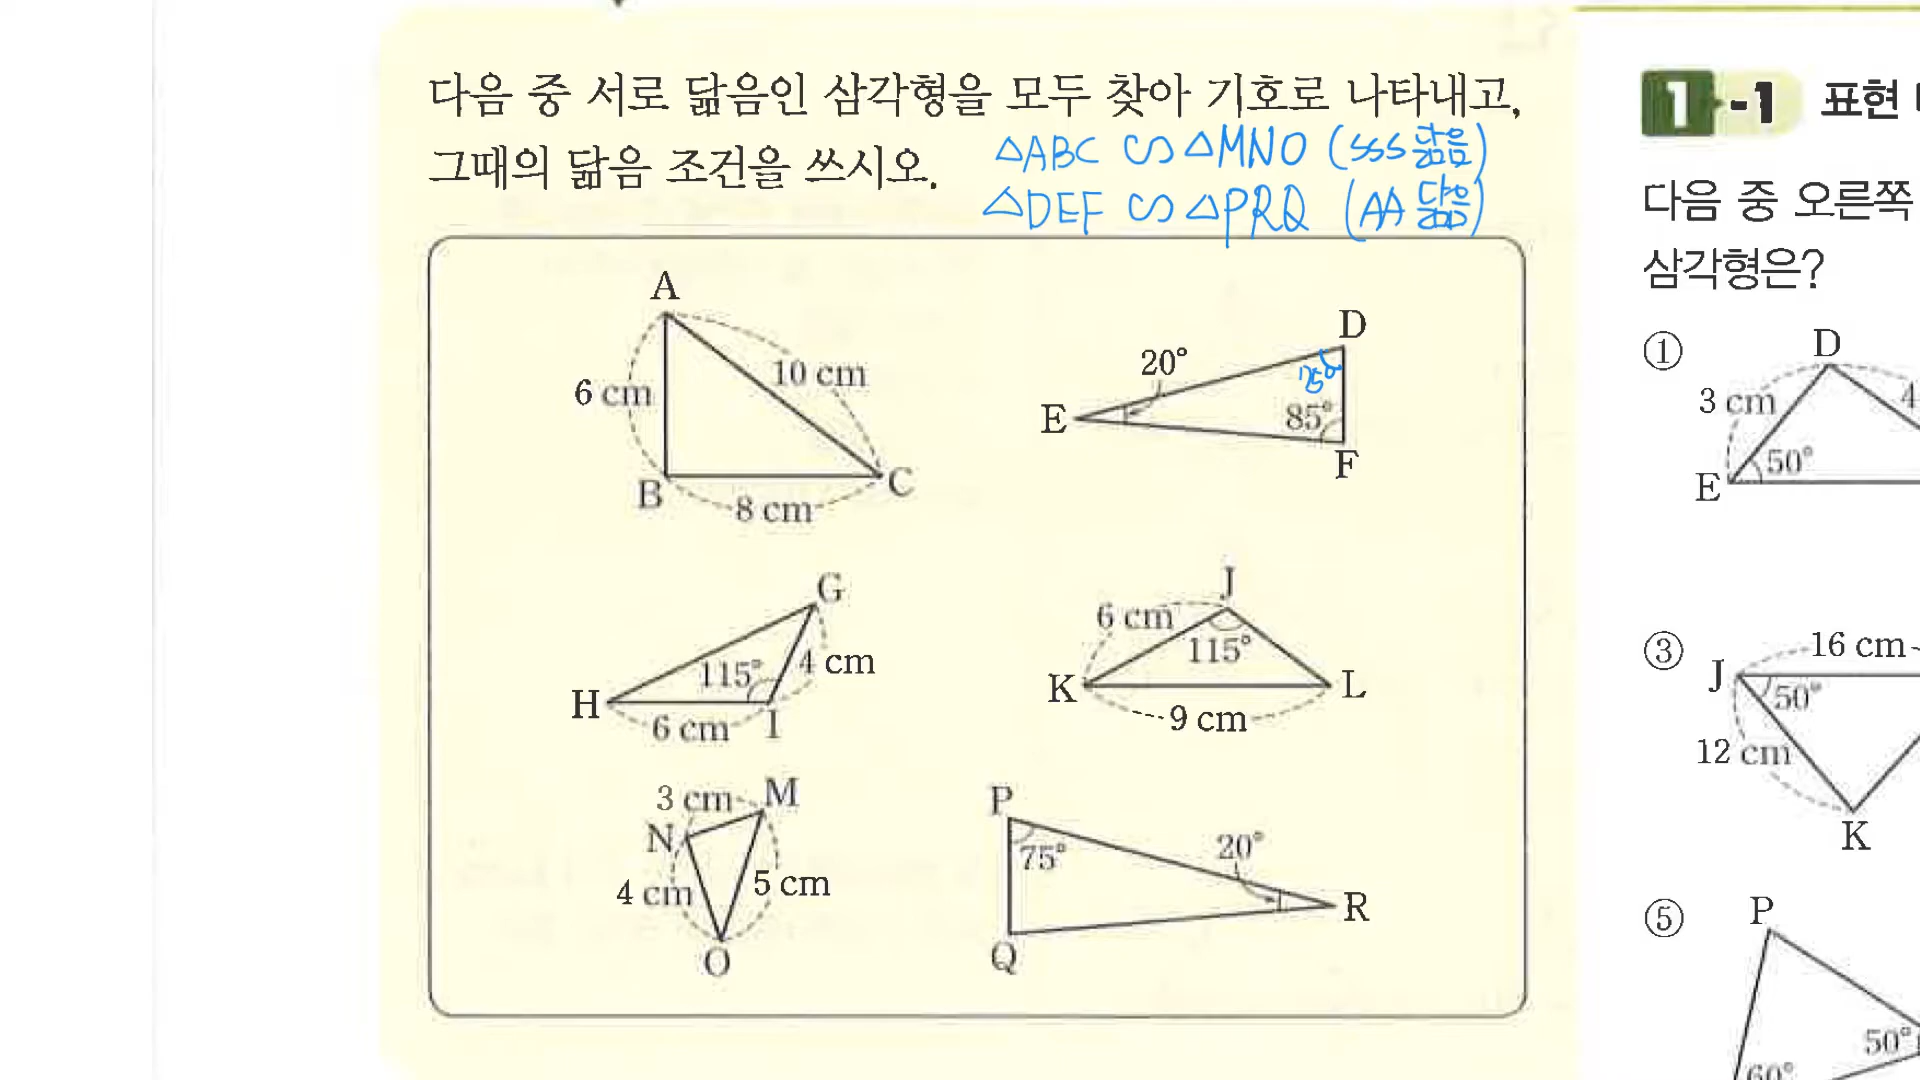 다음 중 서로 닮음인 삼각형을 모두 찾아 기호로 나타내고,
그때의 닮음 조건을 쓰시오.
△ABC ∽ △MNO (SSS 닮음)
△DEF ∽ △PRQ (AA 닮음)
A
6 cm
10 cm
B
8 cm
C
D
20°
75°
E
85°
F
G
115°
4 cm
H
6 cm
I
J
6 cm
115°
K
L
9 cm
3 cm
M
N
4 cm
5 cm
O
P
75°
20°
R
Q
1-1 표현
다음 중 오른쪽
삼각형은?
①
D
3 cm
4
50°
E
③
16 cm
J
50°
12 cm
K
⑤
P
50°
60°